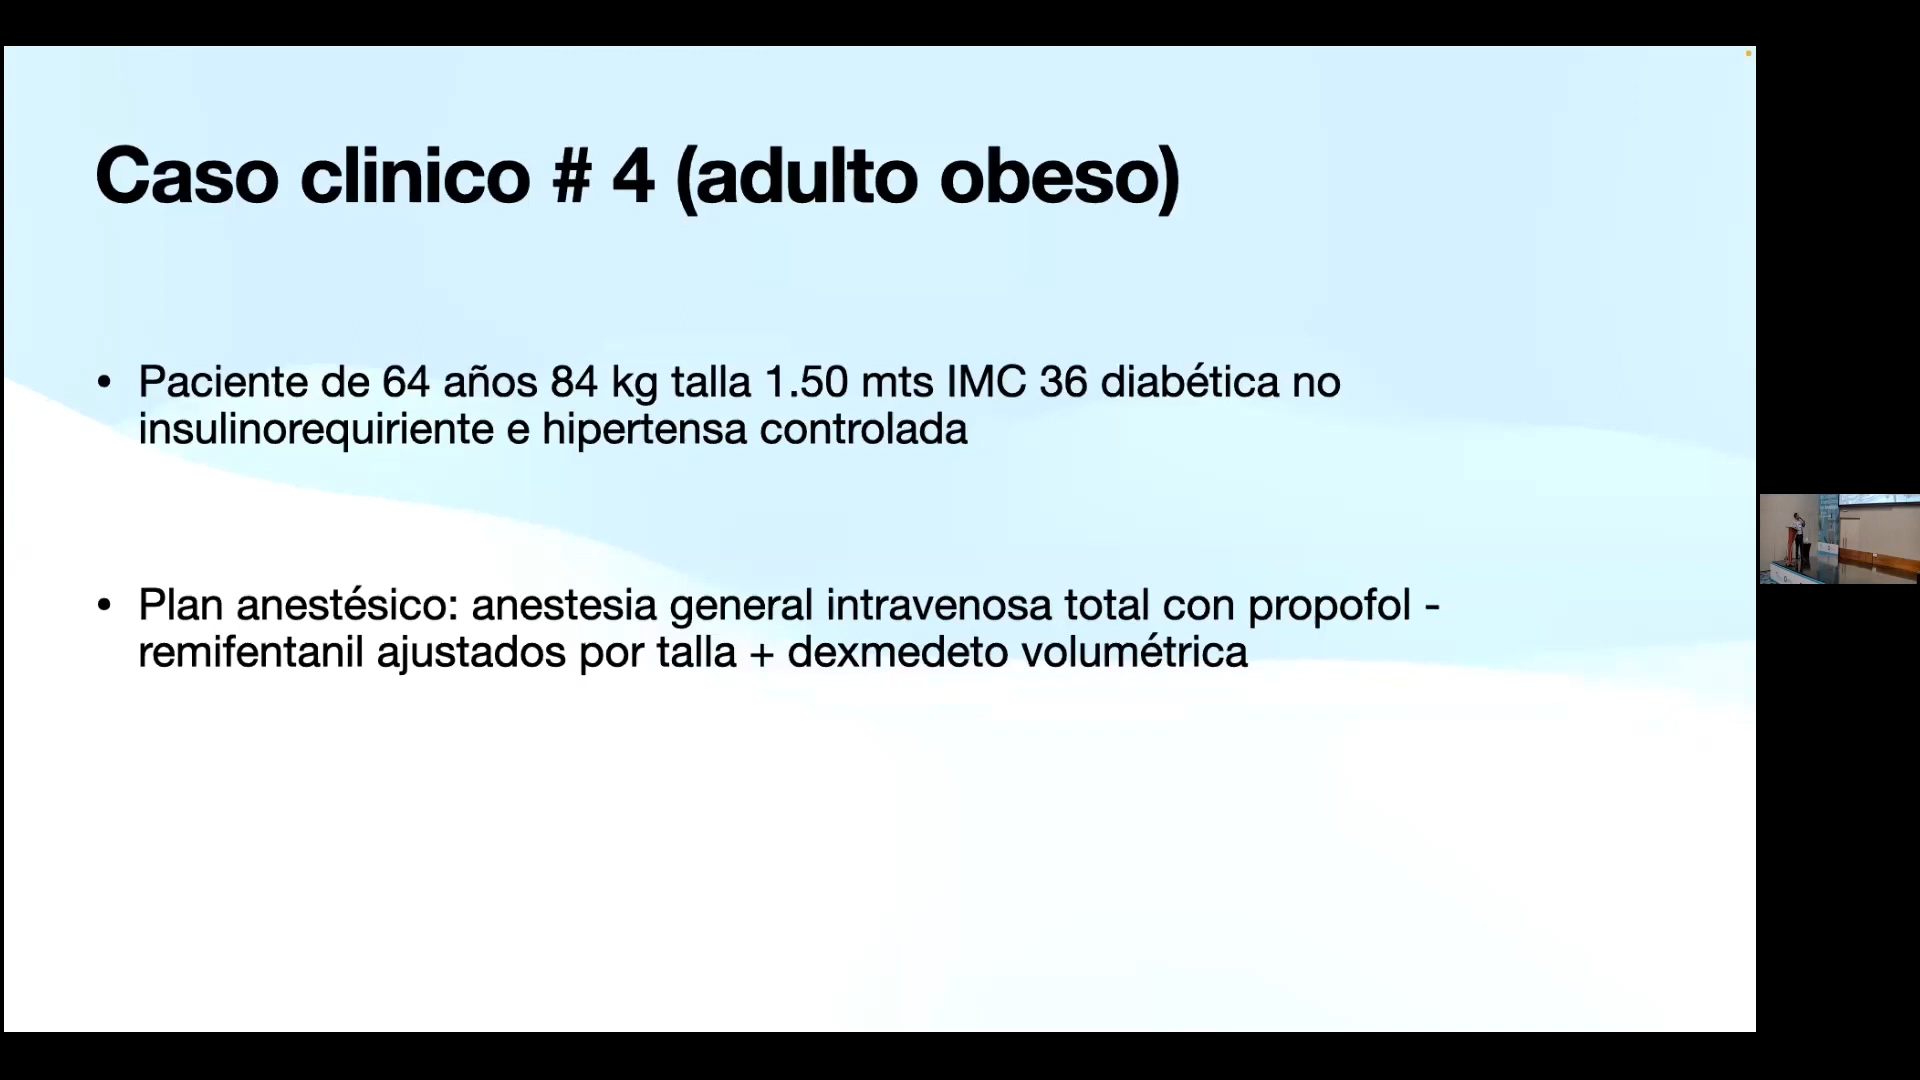 Caso clinico # 4 (adulto obeso)
• Paciente de 64 años 84 kg talla 1.50 mts IMC 36 diabética no
insulinorequiriente e hipertensa controlada
• Plan anestésico: anestesia general intravenosa total con propofol -
remifentanil ajustados por talla + dexmedeto volumétrica